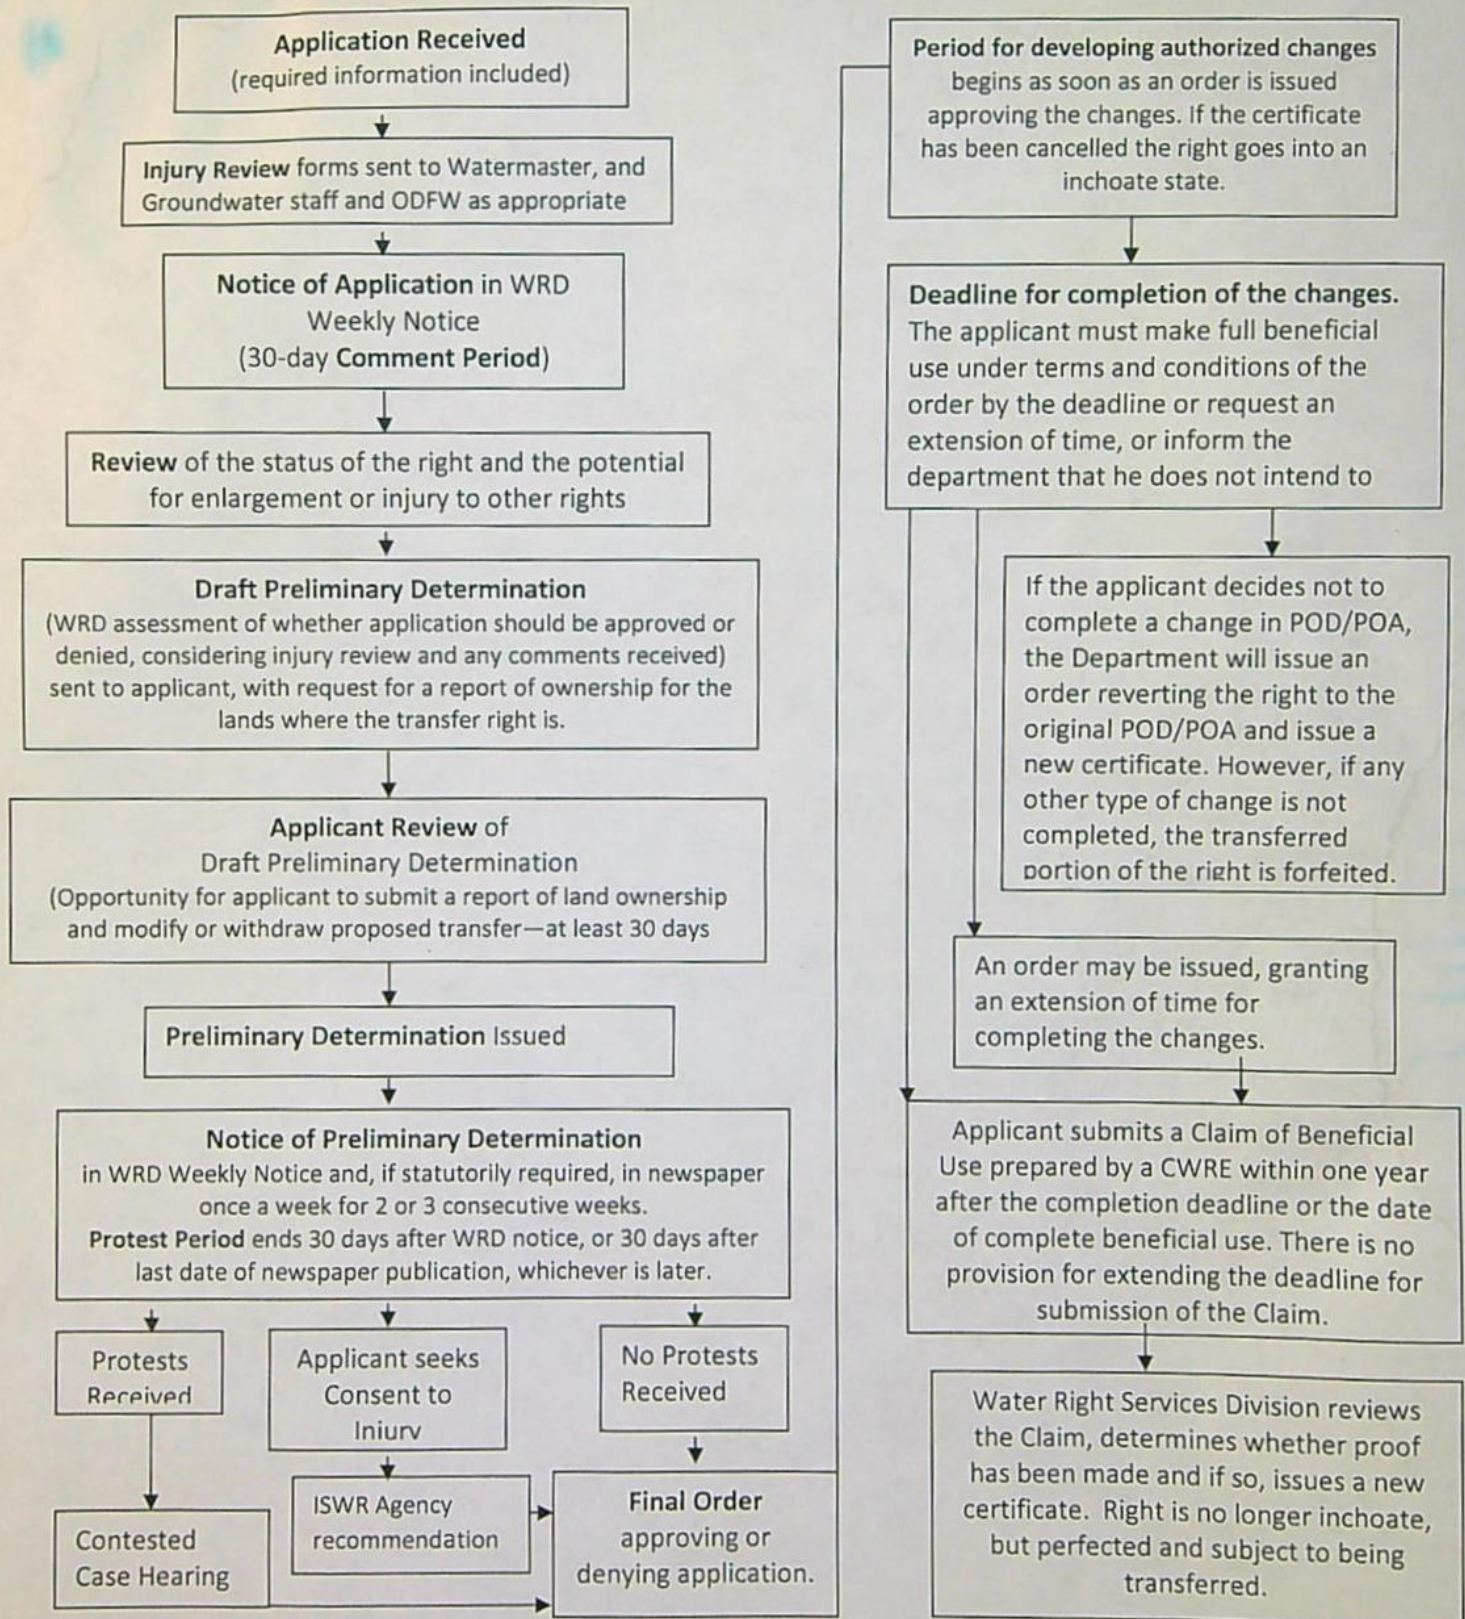 Application Received
(required information included)
Injury Review forms sent to Watermaster, and
Groundwater staff and ODFW as appropriate
Notice of Application in WRD
Weekly Notice
(30-day Comment Period)
Review of the status of the right and the potential
for enlargement or injury to other rights
Draft Preliminary Determination
(WRD assessment of whether application should be approved or
denied, considering injury review and any comments received)
sent to applicant, with request for a report of ownership for the
lands where the transfer right is.
Applicant Review of
Draft Preliminary Determination
(Opportunity for applicant to submit a report of land ownership
and modify or withdraw proposed transfer—at least 30 days
Preliminary Determination Issued
Notice of Preliminary Determination
in WRD Weekly Notice and, if statutorily required, in newspaper
once a week for 2 or 3 consecutive weeks.
Protest Period ends 30 days after WRD notice, or 30 days after
last date of newspaper publication, whichever is later.
Protests
Received
Contested
Case Hearing
Applicant seeks
Consent to
Injury
ISWR Agency
recommendation
No Protests
Received
Final Order
approving or
denying application.
Period for developing authorized changes
begins as soon as an order is issued
approving the changes. If the certificate
has been cancelled the right goes into an
inchoate state.
Deadline for completion of the changes.
The applicant must make full beneficial
use under terms and conditions of the
order by the deadline or request an
extension of time, or inform the
department that he does not intend to
If the applicant decides not to
complete a change in POD/POA,
the Department will issue an
order reverting the right to the
original POD/POA and issue a
new certificate. However, if any
other type of change is not
completed, the transferred
portion of the right is forfeited.
An order may be issued, granting
an extension of time for
completing the changes.
Applicant submits a Claim of Beneficial
Use prepared by a CWRE within one year
after the completion deadline or the date
of complete beneficial use. There is no
provision for extending the deadline for
submission of the Claim.
Water Right Services Division reviews
the Claim, determines whether proof
has been made and if so, issues a new
certificate. Right is no longer inchoate,
but perfected and subject to being
transferred.